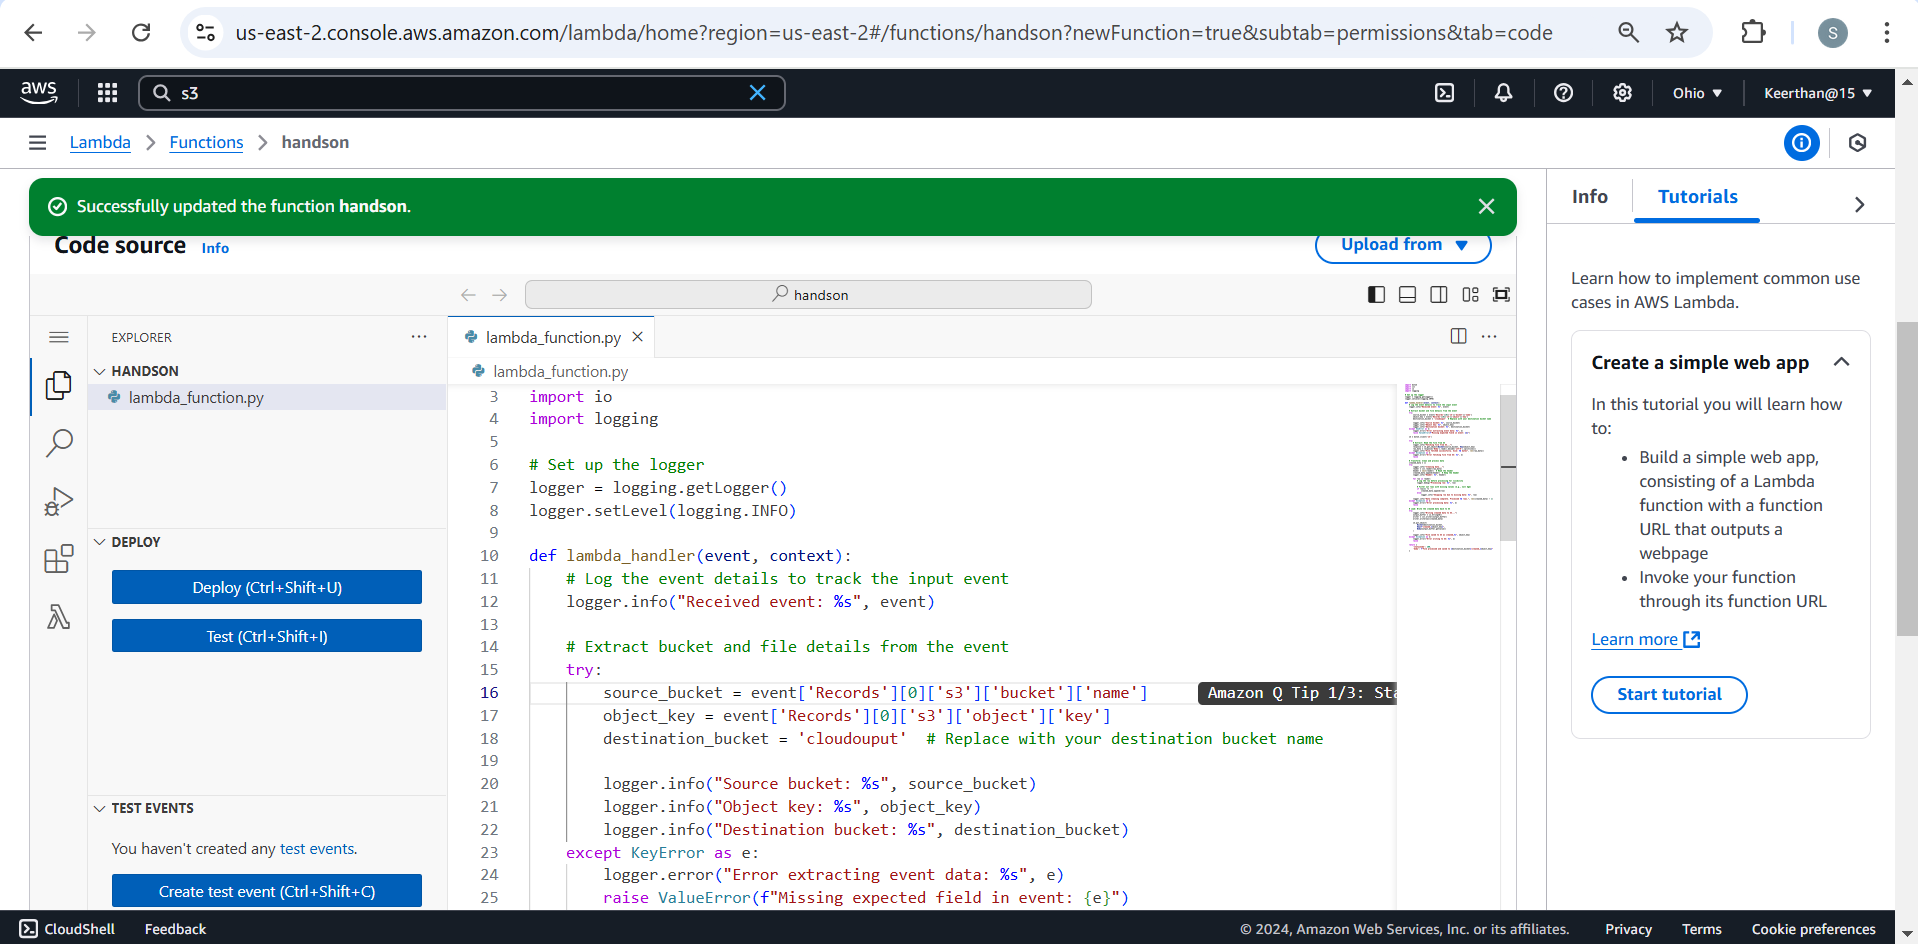 us-east-2.console.aws.amazon.com/lambda/home?region=us-east-2#/functions/handson?newFunction=true&subtab=permissions&tab=code
S
aws
s3
Ohio ▼
Keerthan@15 ▼
Lambda > Functions > handson
Successfully updated the function handson.
Code source Info
Upload from ▼
handson
EXPLORER
HANDSON
lambda_function.py
DEPLOY
Deploy (Ctrl+Shift+U)
Test (Ctrl+Shift+I)
TEST EVENTS
You haven't created any test events.
Create test event (Ctrl+Shift+C)
lambda_function.py
lambda_function.py
3 import io
4 import logging
5
6 # Set up the logger
7 logger = logging.getLogger()
8 logger.setLevel(logging.INFO)
9
10 def lambda_handler(event, context):
11 # Log the event details to track the input event
12 logger.info("Received event: %s", event)
13
14 # Extract bucket and file details from the event
15 try:
16 source_bucket = event['Records'][0]['s3']['bucket']['name'] Amazon Q Tip 1/3: Sta
17 object_key = event['Records'][0]['s3']['object']['key']
18 destination_bucket = 'cloudouput' # Replace with your destination bucket name
19
20 logger.info("Source bucket: %s", source_bucket)
21 logger.info("Object key: %s", object_key)
22 logger.info("Destination bucket: %s", destination_bucket)
23 except KeyError as e:
24 logger.error("Error extracting event data: %s", e)
25 raise ValueError(f"Missing expected field in event: {e}")
Info
Tutorials
Learn how to implement common use
cases in AWS Lambda.
Create a simple web app
In this tutorial you will learn how
to:
• Build a simple web app,
consisting of a Lambda
function with a function
URL that outputs a
webpage
• Invoke your function
through its function URL
Learn more
Start tutorial
CloudShell
Feedback
© 2024, Amazon Web Services, Inc. or its affiliates.
Privacy
Terms
Cookie preferences